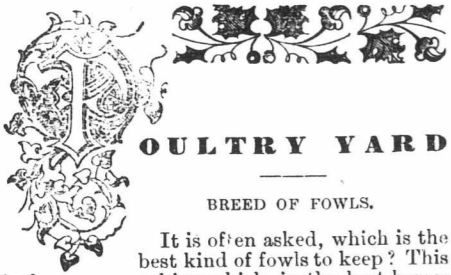 POULTRY YARD
BREED OF FOWLS.
It is often asked, which is the
best kind of fowls to keep? This